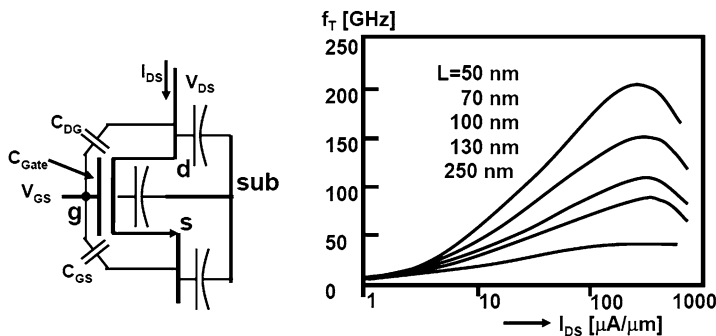 I_DS
V_DS
C_DG
C_Gate
V_GS
g
d
sub
s
C_GS
f_T [GHz]
250
200
150
100
50
0
L=50 nm
70 nm
100 nm
130 nm
250 nm
1
10
100
1000
I_DS [μA/μm]